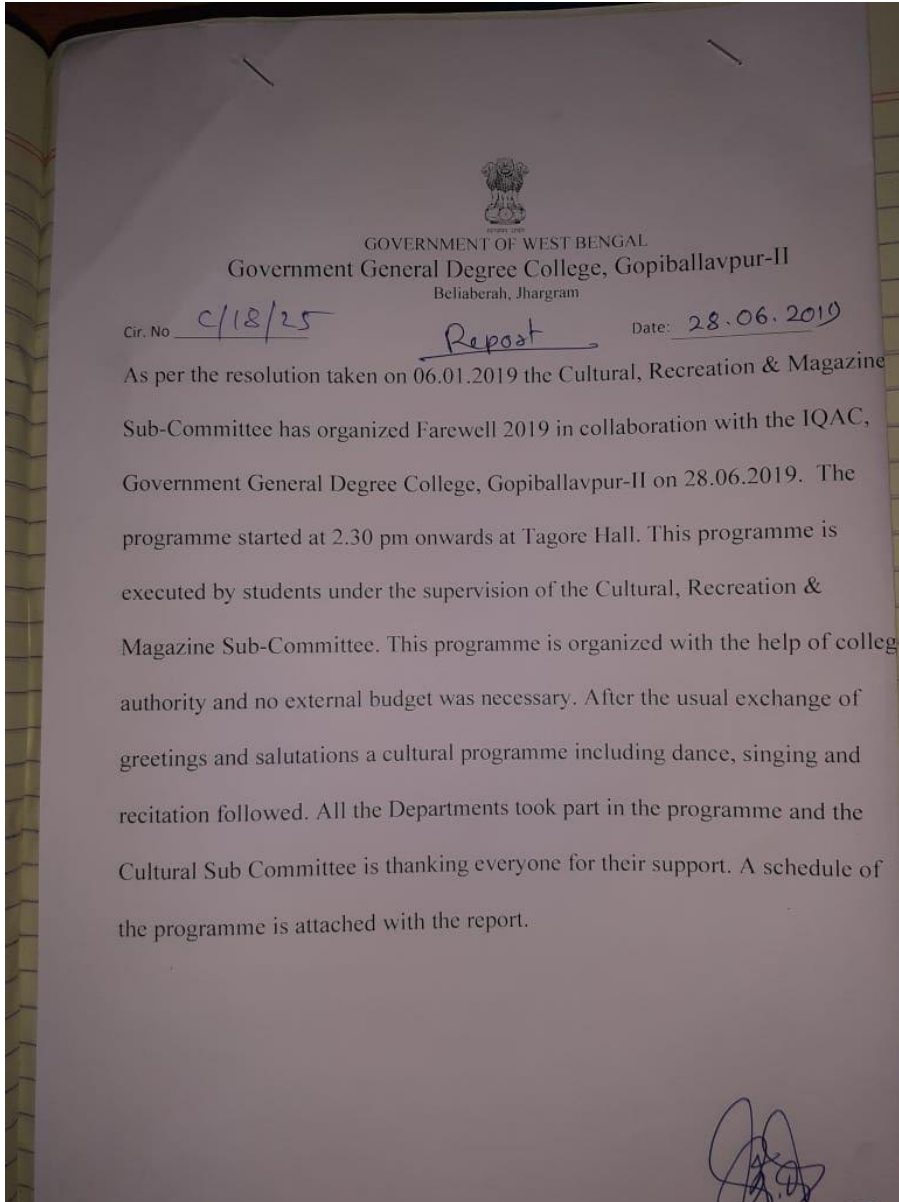 GOVERNMENT OF WEST BENGAL
Government General Degree College, Gopiballavpur-II
Beliaberah, Jhargram
Cir. No C/18/25 Report Date: 28.06.2019
As per the resolution taken on 06.01.2019 the Cultural, Recreation & Magazine
Sub-Committee has organized Farewell 2019 in collaboration with the IQAC,
Government General Degree College, Gopiballavpur-II on 28.06.2019. The
programme started at 2.30 pm onwards at Tagore Hall. This programme is
executed by students under the supervision of the Cultural, Recreation &
Magazine Sub-Committee. This programme is organized with the help of colleg
authority and no external budget was necessary. After the usual exchange of
greetings and salutations a cultural programme including dance, singing and
recitation followed. All the Departments took part in the programme and the
Cultural Sub Committee is thanking everyone for their support. A schedule of
the programme is attached with the report.